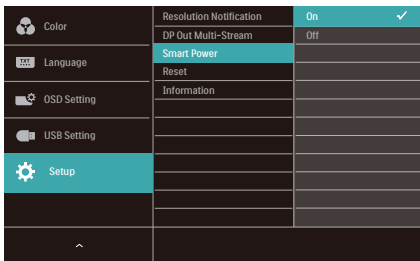 Color
TXT Language
OSD Setting
USB Setting
Setup
Resolution Notification
DP Out Multi-Stream
Smart Power
Reset
Information
On
Off